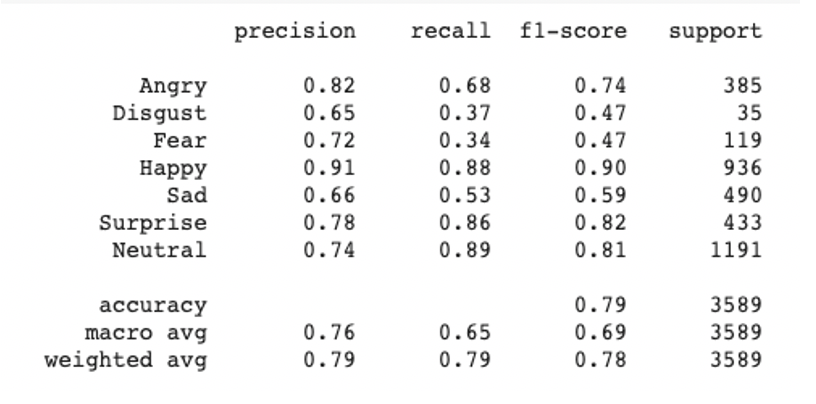 precision recall f1-score support
Angry 0.82 0.68 0.74 385
Disgust 0.65 0.37 0.47 35
Fear 0.72 0.34 0.47 119
Happy 0.91 0.88 0.90 936
Sad 0.66 0.53 0.59 490
Surprise 0.78 0.86 0.82 433
Neutral 0.74 0.89 0.81 1191
accuracy 0.79 3589
macro avg 0.76 0.65 0.69 3589
weighted avg 0.79 0.79 0.78 3589